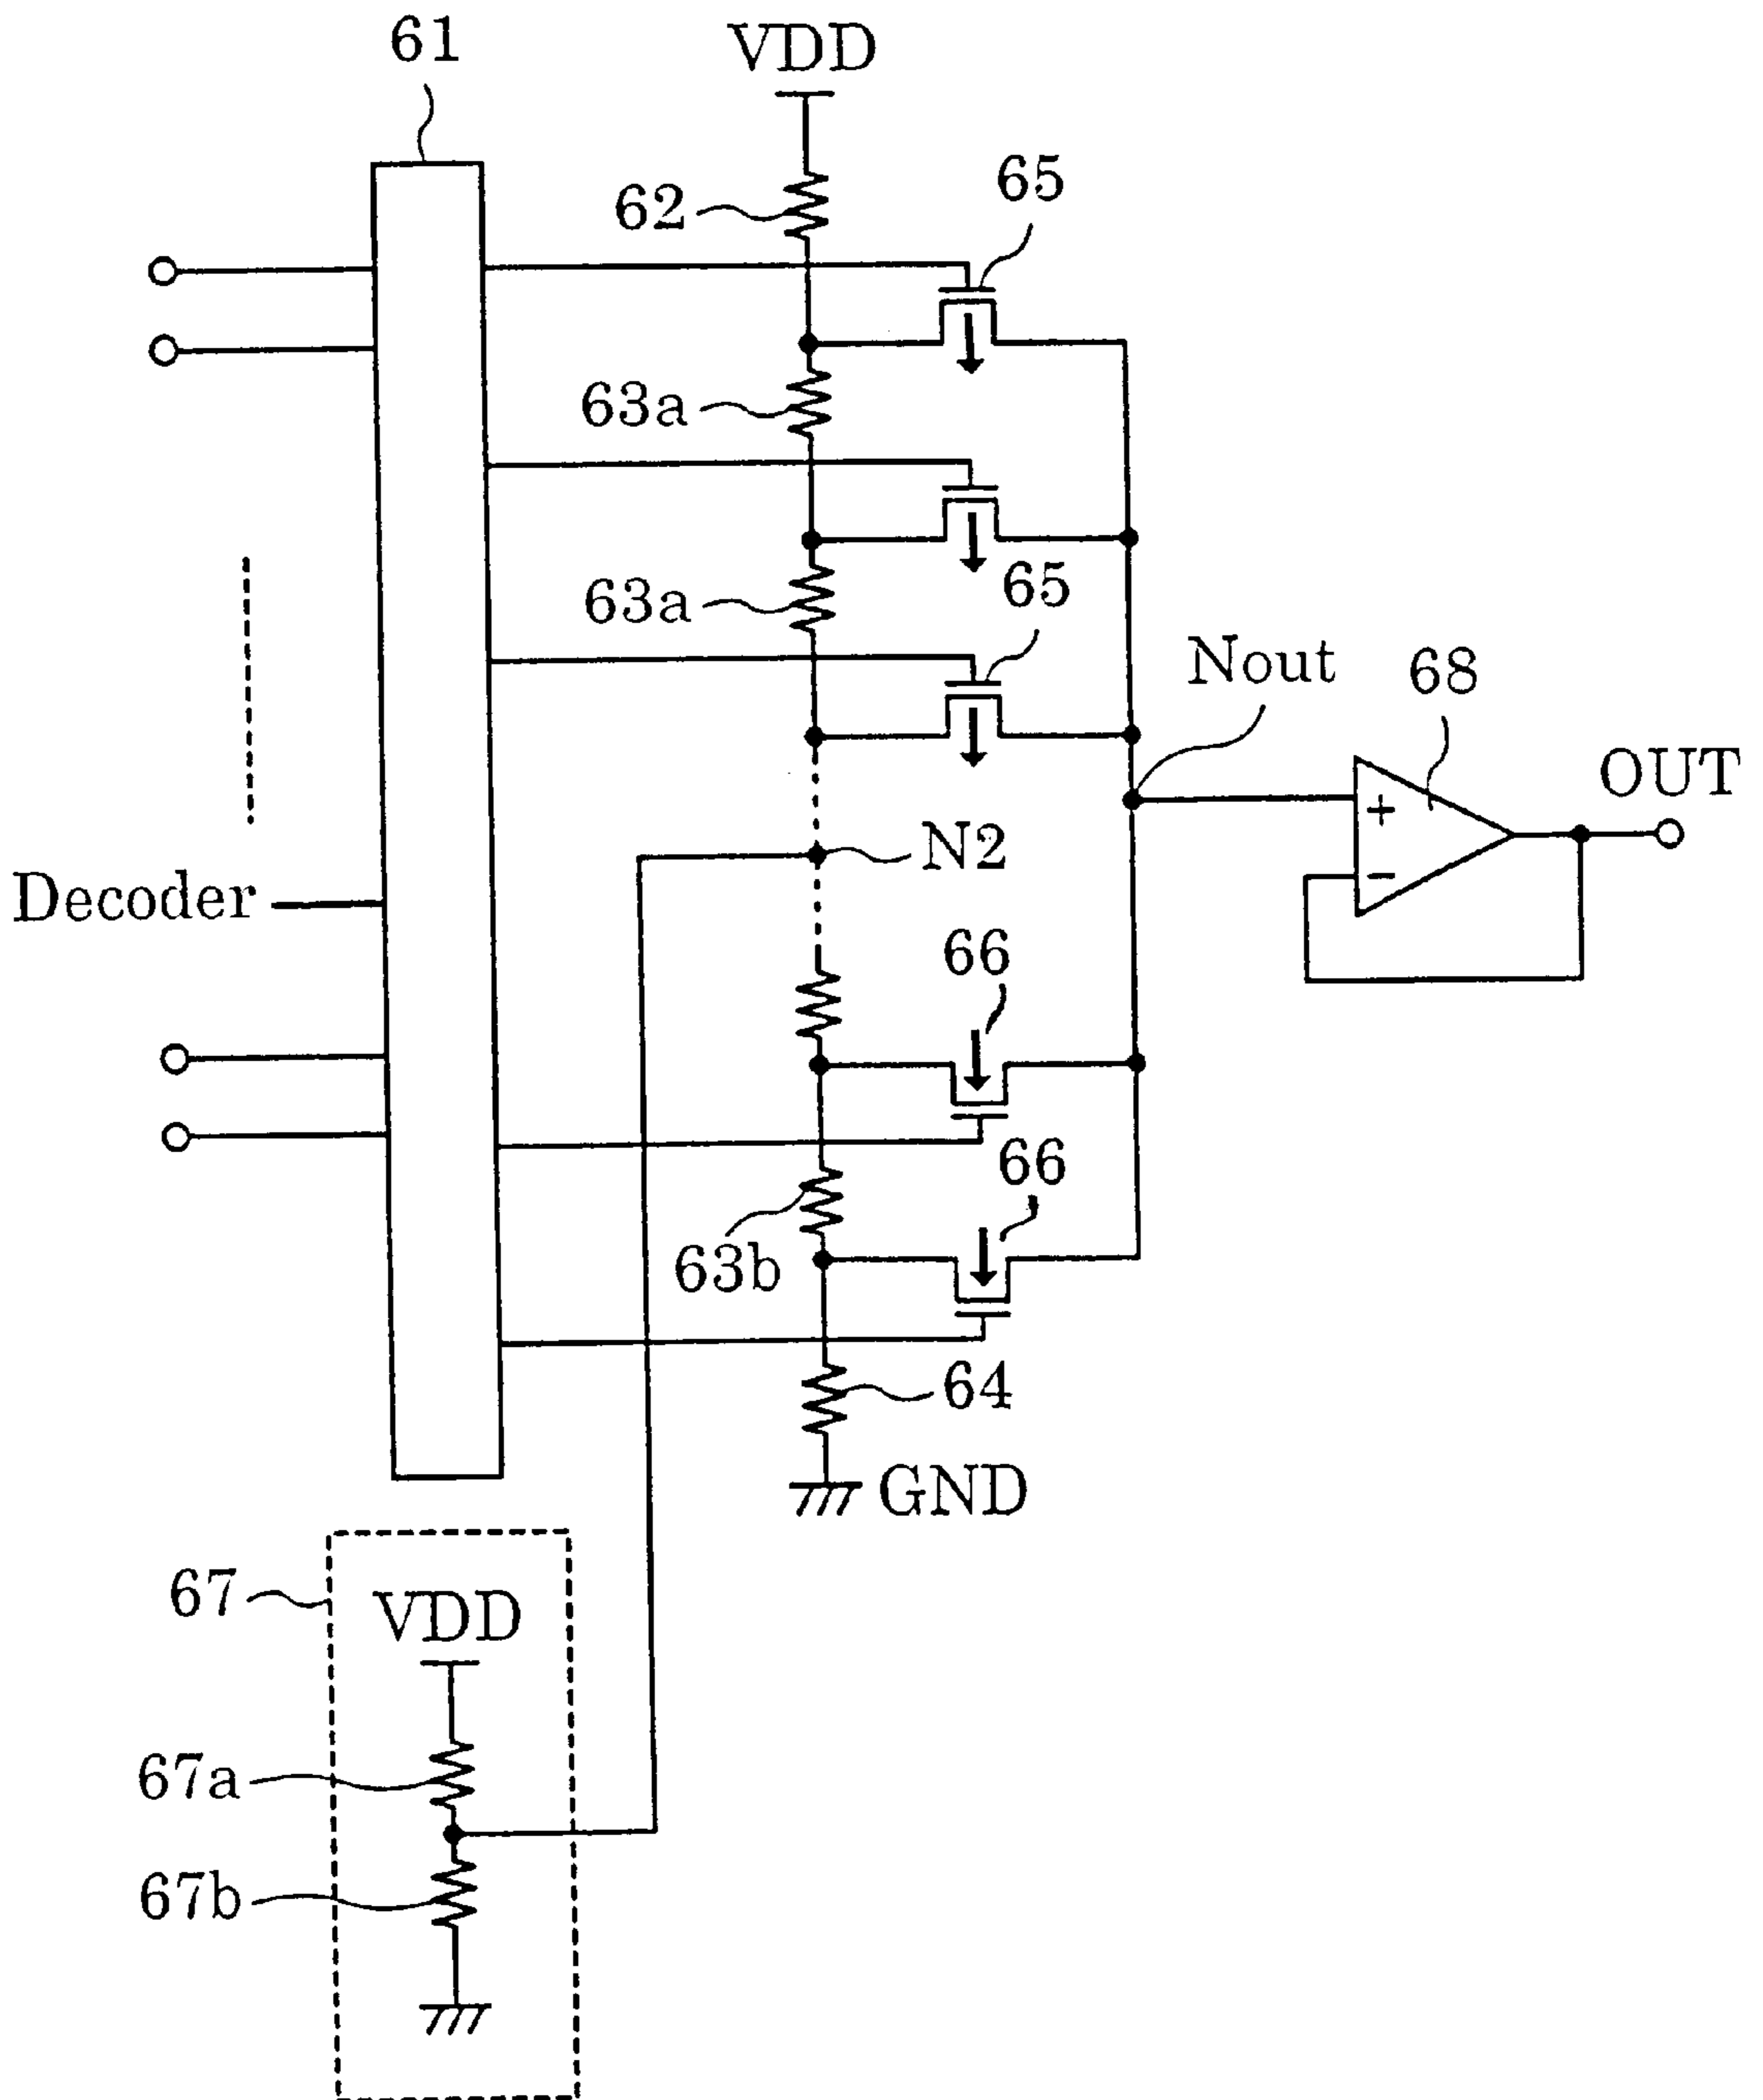 61
VDD
62
65
63a
63a
65
Nout
68
OUT
+
−
N2
Decoder
66
66
63b
64
GND
67
VDD
67a
67b